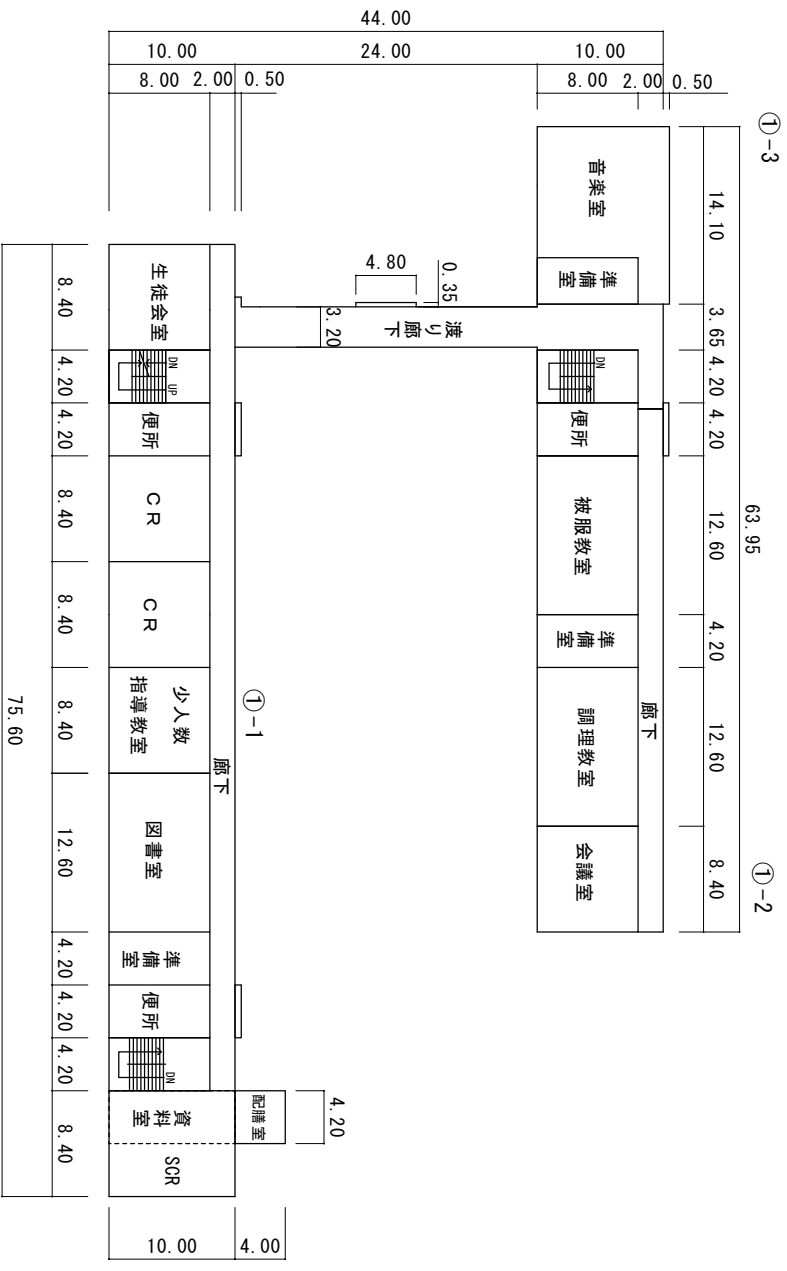 44.00
10.00
24.00
10.00
8.00
2.00
0.50
8.00
2.00
0.50
①-3
63.95
14.10
3.65
4.20
4.20
12.60
4.20
12.60
8.40
①-2
音楽室
準備室
DN
便所
被服教室
準備室
調理教室
会議室
廊下
4.80
0.35
3.20
渡り廊下
①-1
生徒会室
DN
UP
便所
CR
CR
少人数
指導教室
図書室
準備室
便所
DN
資料室
SCR
廊下
配膳室
4.20
8.40
4.20
4.20
8.40
8.40
8.40
12.60
4.20
4.20
4.20
8.40
75.60
10.00
4.00